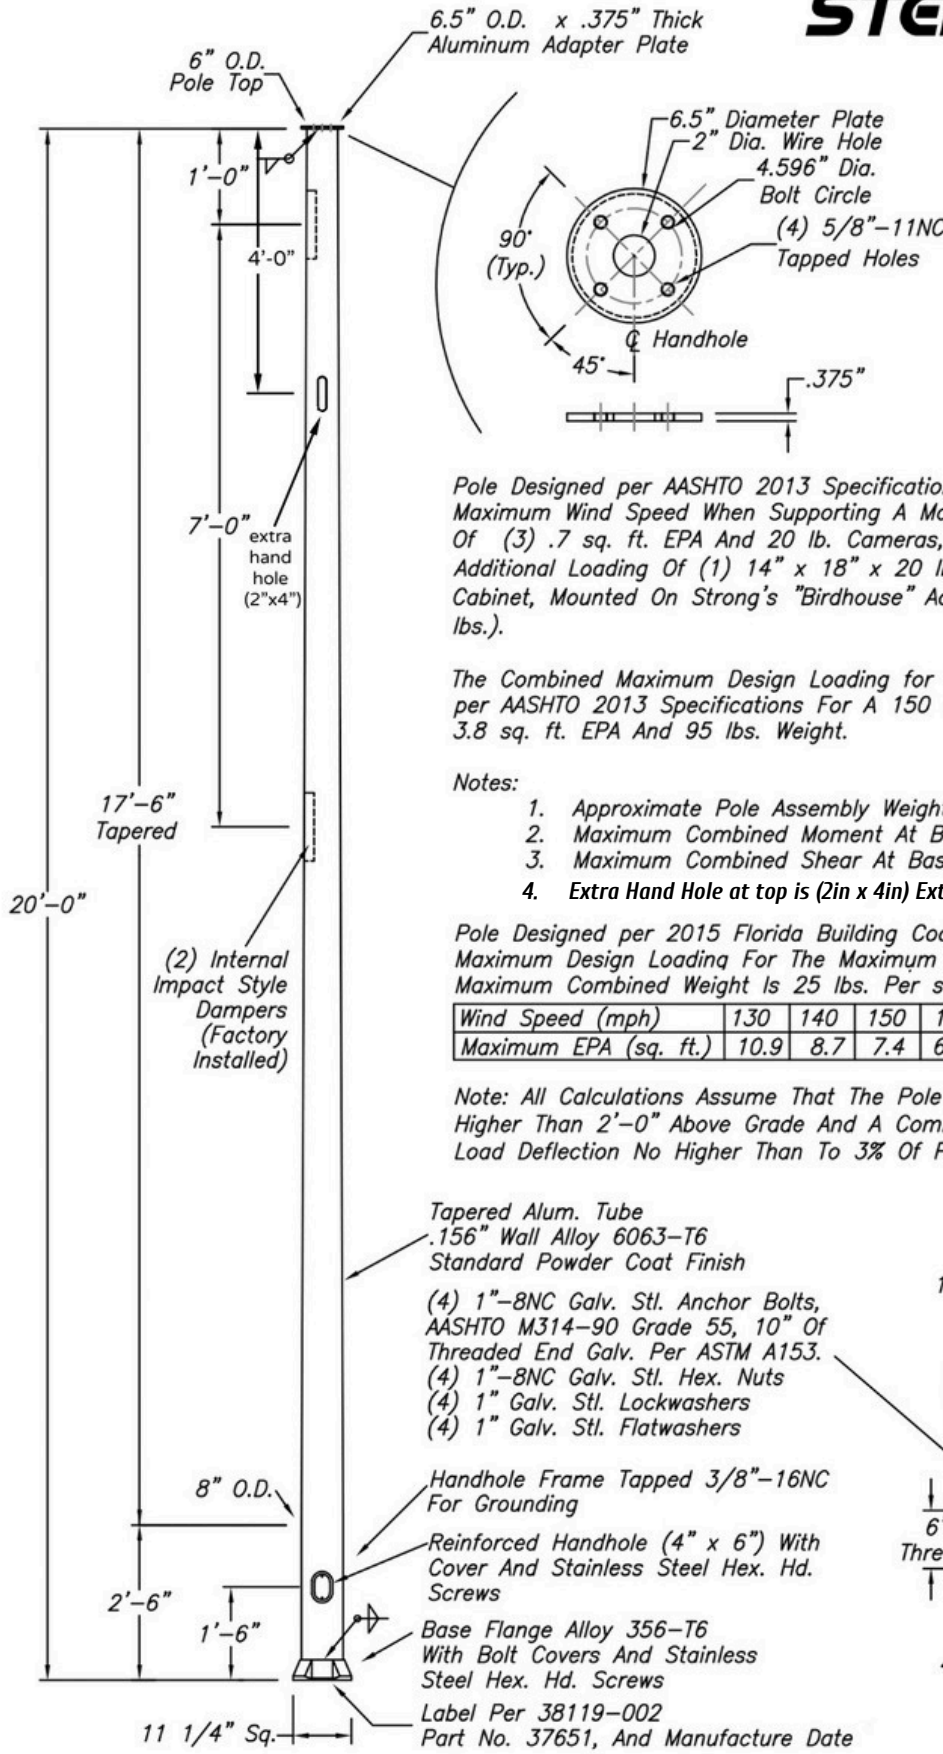 6.5" O.D. x .375" Thick
Aluminum Adapter Plate
6" O.D.
Pole Top
6.5" Diameter Plate
2" Dia. Wire Hole
4.596" Dia.
Bolt Circle
(4) 5/8"-11NC
Tapped Holes
90°
(Typ.)
45°
℄ Handhole
.375"
1'-0"
4'-0"
7'-0"
extra
hand
hole
(2"x4")
17'-6"
Tapered
20'-0"
(2) Internal
Impact Style
Dampers
(Factory
Installed)
Pole Designed per AASHTO 2013
Maximum Wind Speed When Supporting A
Of (3) .7 sq. ft. EPA And 20 lb. Cameras,
Additional Loading Of (1) 14" x 18" x 20
Cabinet, Mounted On Strong's "Birdhouse"
lbs.).
The Combined Maximum Design Loading for
per AASHTO 2013 Specifications For A 150
3.8 sq. ft. EPA And 95 lbs. Weight.
Notes:
1. Approximate Pole Assembly Weight
2. Maximum Combined Moment At
3. Maximum Combined Shear At
4. Extra Hand Hole at top is (2in x 4in)
Pole Designed per 2015 Florida Building
Maximum Design Loading For The Maximum
Maximum Combined Weight Is 25 lbs. Per
Wind Speed (mph) 130 140 150
Maximum EPA (sq. ft.) 10.9 8.7 7.4
Note: All Calculations Assume That The Pole
Higher Than 2'-0" Above Grade And A
Load Deflection No Higher Than To 3% Of
Tapered Alum. Tube
.156" Wall Alloy 6063-T6
Standard Powder Coat Finish
(4) 1"-8NC Galv. Stl. Anchor Bolts,
AASHTO M314-90 Grade 55, 10" Of
Threaded End Galv. Per ASTM A153.
(4) 1"-8NC Galv. Stl. Hex. Nuts
(4) 1" Galv. Stl. Lockwashers
(4) 1" Galv. Stl. Flatwashers
8" O.D.
Handhole Frame Tapped 3/8"-16NC
For Grounding
Reinforced Handhole (4" x 6") With
Cover And Stainless Steel Hex. Hd.
Screws
2'-6"
1'-6"
Base Flange Alloy 356-T6
With Bolt Covers And Stainless
Steel Hex. Hd. Screws
Label Per 38119-002
Part No. 37651, And Manufacture Date
11 1/4" Sq.